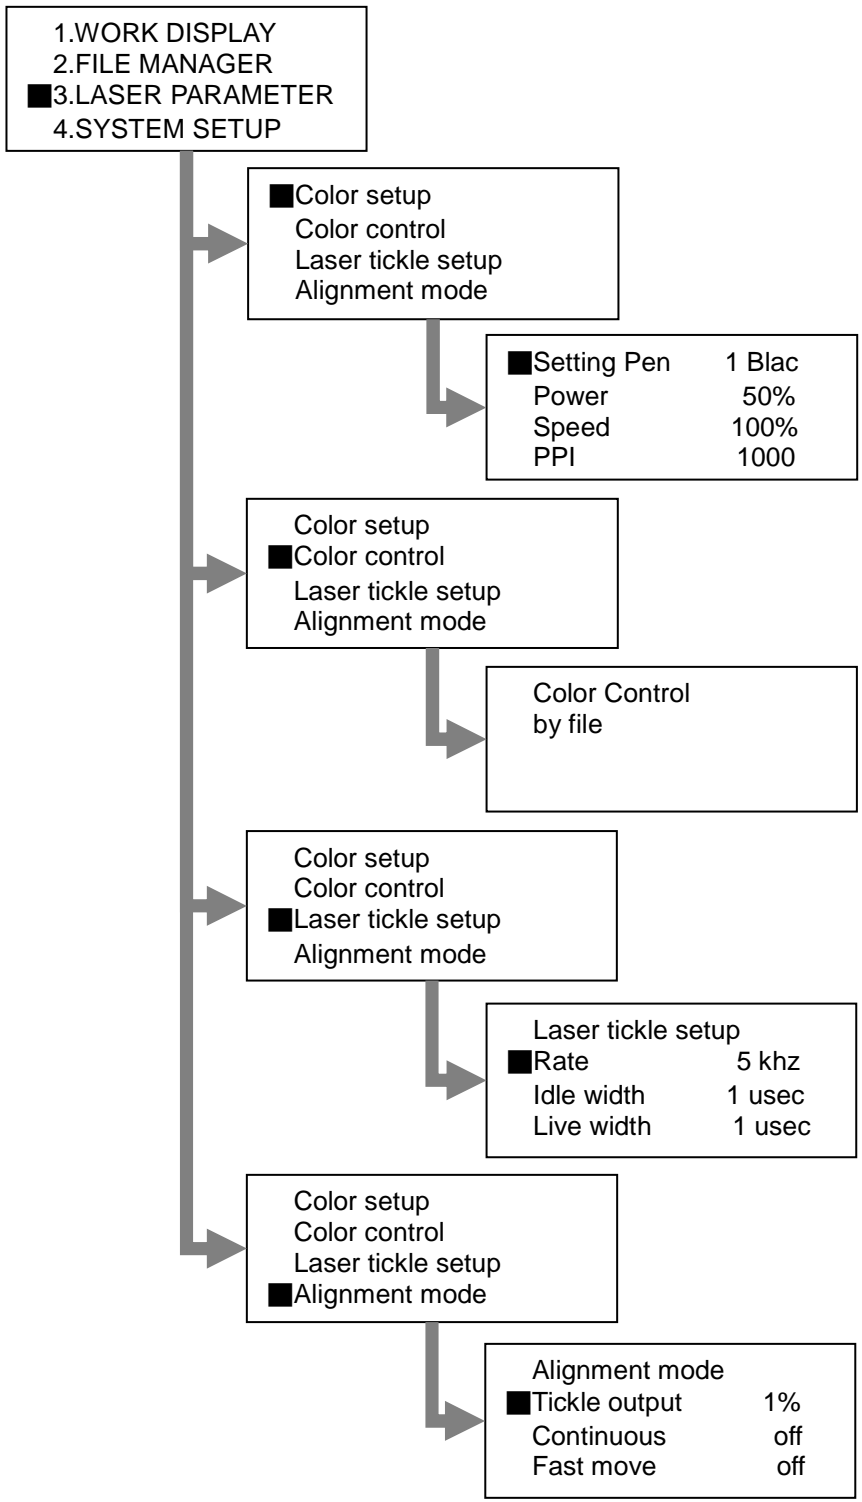 1.WORK DISPLAY
2.FILE MANAGER
3.LASER PARAMETER
4.SYSTEM SETUP
Color setup
Color control
Laser tickle setup
Alignment mode
Setting Pen 1 Blac
Power 50%
Speed 100%
PPI 1000
Color setup
Color control
Laser tickle setup
Alignment mode
Color Control
by file
Color setup
Color control
Laser tickle setup
Alignment mode
Laser tickle setup
Rate 5 khz
Idle width 1 usec
Live width 1 usec
Color setup
Color control
Laser tickle setup
Alignment mode
Alignment mode
Tickle output 1%
Continuous off
Fast move off